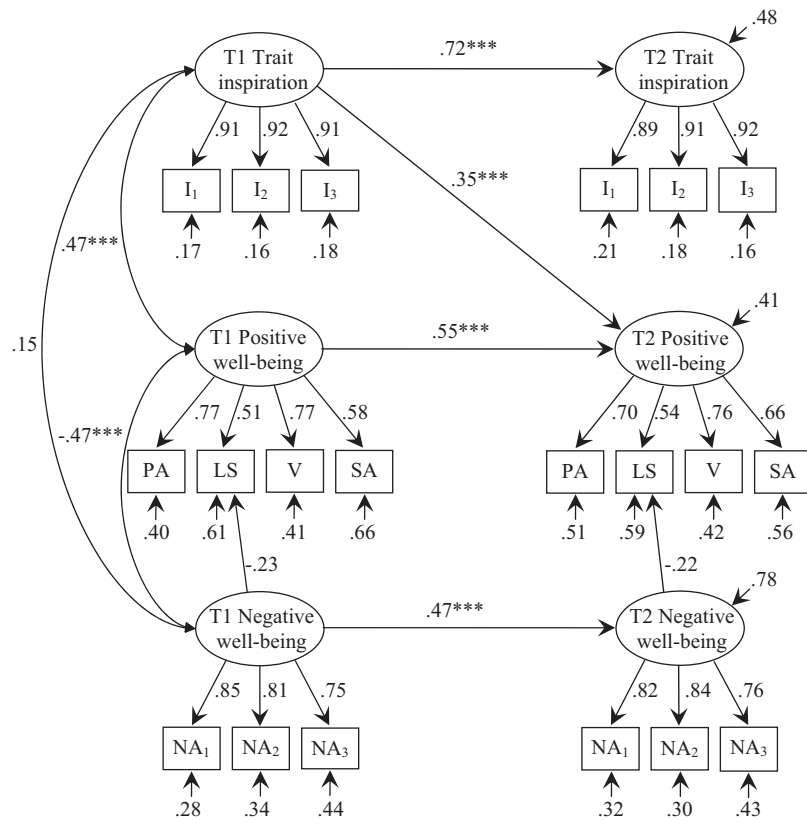 .48
T1 Trait
inspiration
.72***
T2 Trait
inspiration
.91 .92 .91
.89 .91 .92
I1 I2 I3
I1 I2 I3
.35***
.17 .16 .18
.21 .18 .16
.47***
.41
T1 Positive
well-being
.55***
T2 Positive
well-being
.15
.77 .51 .77 .58
.70 .54 .76 .66
-.47***
PA LS V SA
PA LS V SA
.40 .61 .41 .66
.51 .59 .42 .56
-.23
-.22
.78
T1 Negative
well-being
.47***
T2 Negative
well-being
.85 .81 .75
.82 .84 .76
NA1 NA2 NA3
NA1 NA2 NA3
.28 .34 .44
.32 .30 .43